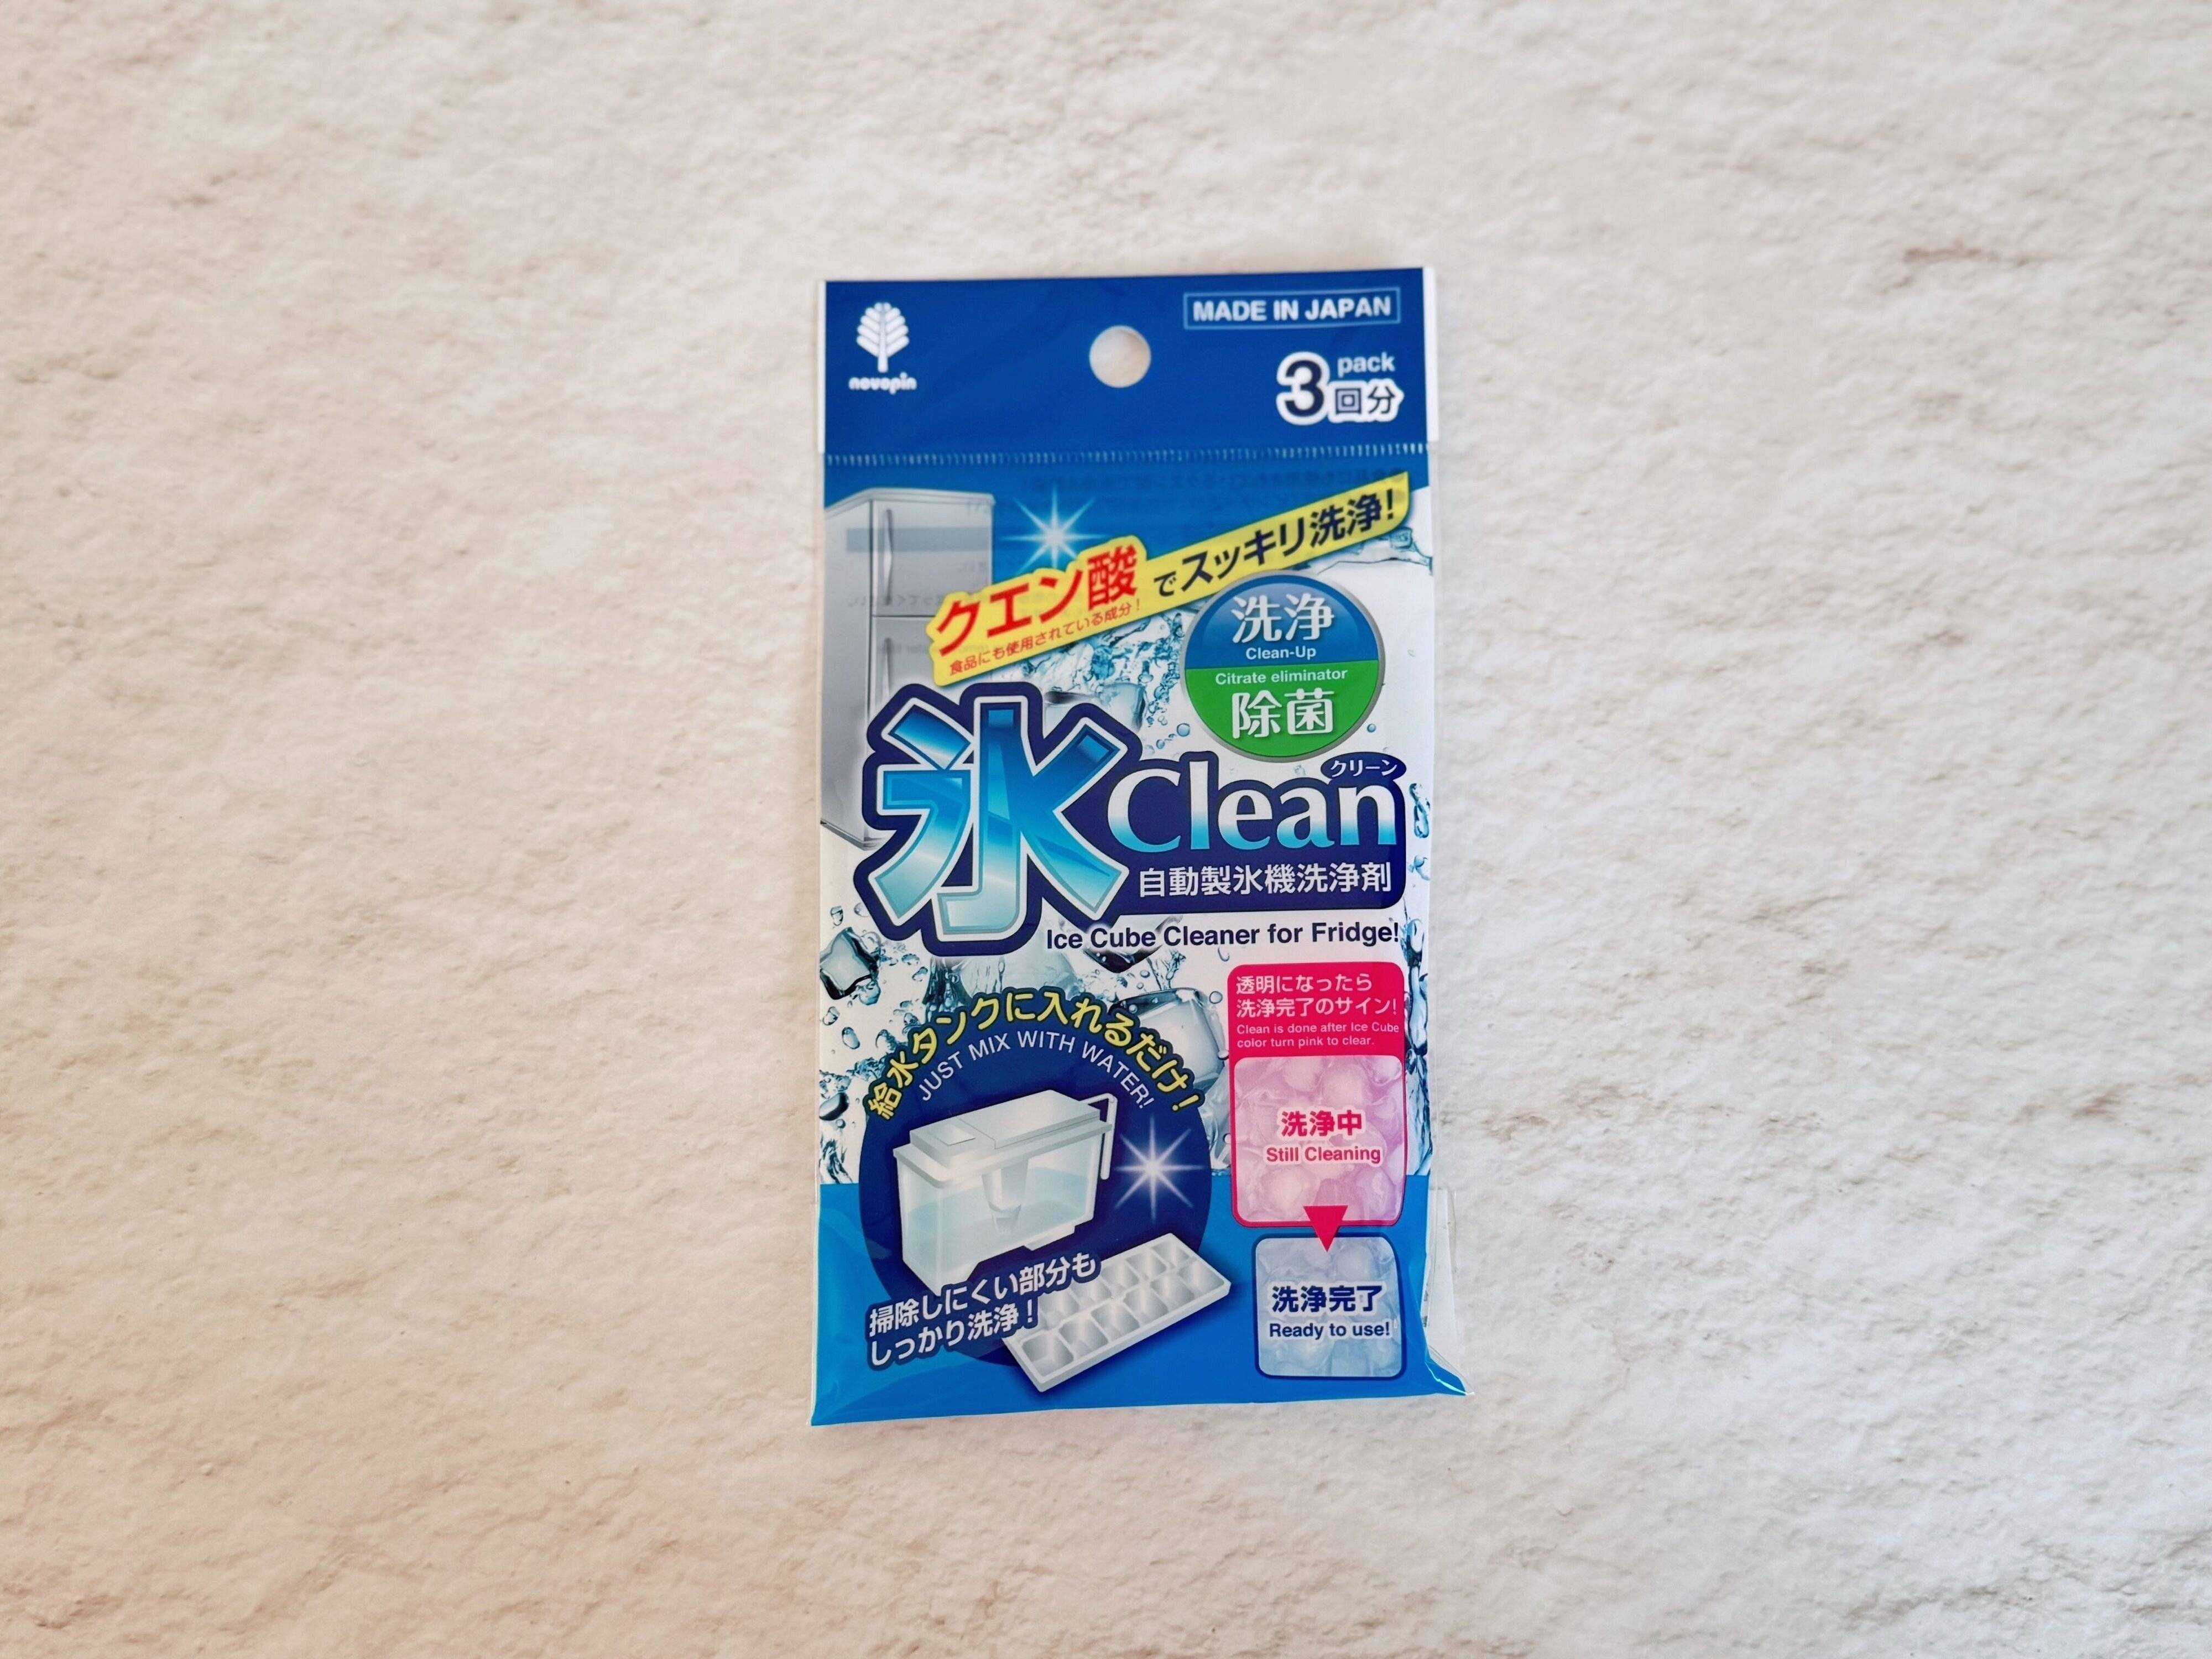 novopin
MADE IN JAPAN
3 pack
回分
クエン酸でスッキリ洗浄!
食品にも使用されている成分!
洗浄
Clean-Up
Citrate eliminator
除菌
氷Clean
クリーン
自動製氷機洗浄剤
Ice Cube Cleaner for Fridge!
給水タンクに入れるだけ!
JUST MIX WITH WATER!
掃除しにくい部分も
しっかり洗浄!
透明になったら
洗浄完了のサイン!
Clean is done after Ice Cube
color turn pink to clear.
洗浄中
Still Cleaning
洗浄完了
Ready to use!